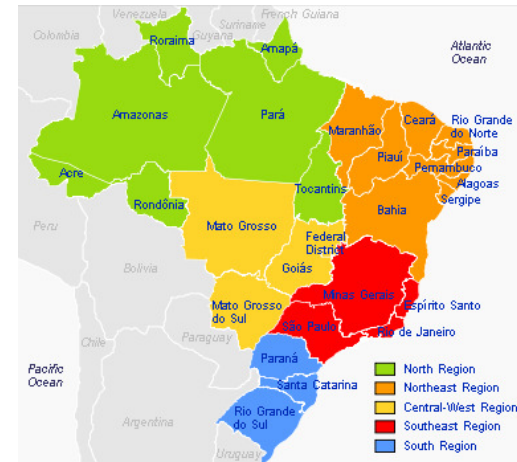 Venezuela
French Guiana
Suriname
Guyana
Colombia
Roraima
Amapá
Atlantic
Ocean
Amazonas
Pará
Ceará
Rio Grande
do Norte
Maranhão
Paraíba
Piauí
Pernambuco
Acre
Alagoas
Tocantins
Sergipe
Rondônia
Bahia
Mato Grosso
Peru
Federal
District
Bolivia
Goiás
Minas Gerais
Mato Grosso
do Sul
Espírito Santo
São Paulo
Rio de Janeiro
Paraguay
Chile
Paraná
Pacific
Ocean
Santa Catarina
Rio Grande
do Sul
Argentina
Uruguay
North Region
Northeast Region
Central-West Region
Southeast Region
South Region